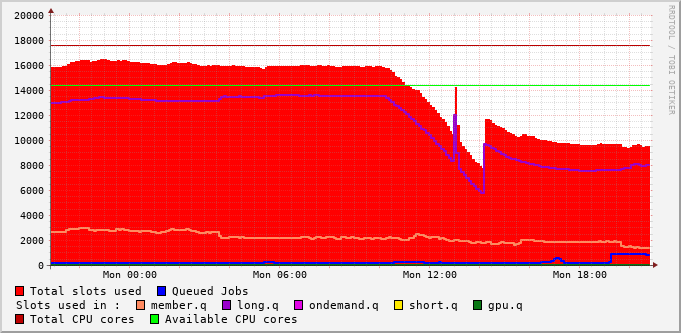 20000
18000
16000
14000
12000
10000
8000
6000
4000
2000
0
Mon 00:00 Mon 06:00 Mon 12:00 Mon 18:00
Total slots used Queued Jobs
Slots used in : member.q long.q ondemand.q short.q gpu.q
Total CPU cores Available CPU cores
RRDTOOL / TOBI OETIKER